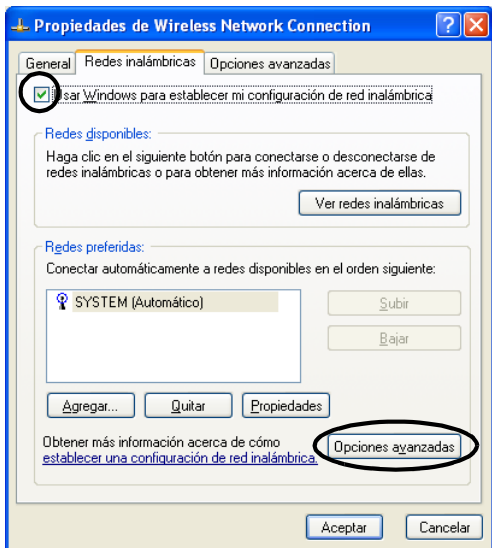 Propiedades de Wireless Network Connection
General Redes inalámbricas Opciones avanzadas
Usar Windows para establecer mi configuración de red inalámbrica
Redes disponibles:
Haga clic en el siguiente botón para conectarse o desconectarse de
redes inalámbricas o para obtener más información acerca de ellas.
Ver redes inalámbricas
Redes preferidas:
Conectar automáticamente a redes disponibles en el orden siguiente:
SYSTEM (Automático)
Subir
Bajar
Agregar... Quitar Propiedades
Obtener más información acerca de cómo
establecer una configuración de red inalámbrica.
Opciones avanzadas
Aceptar Cancelar